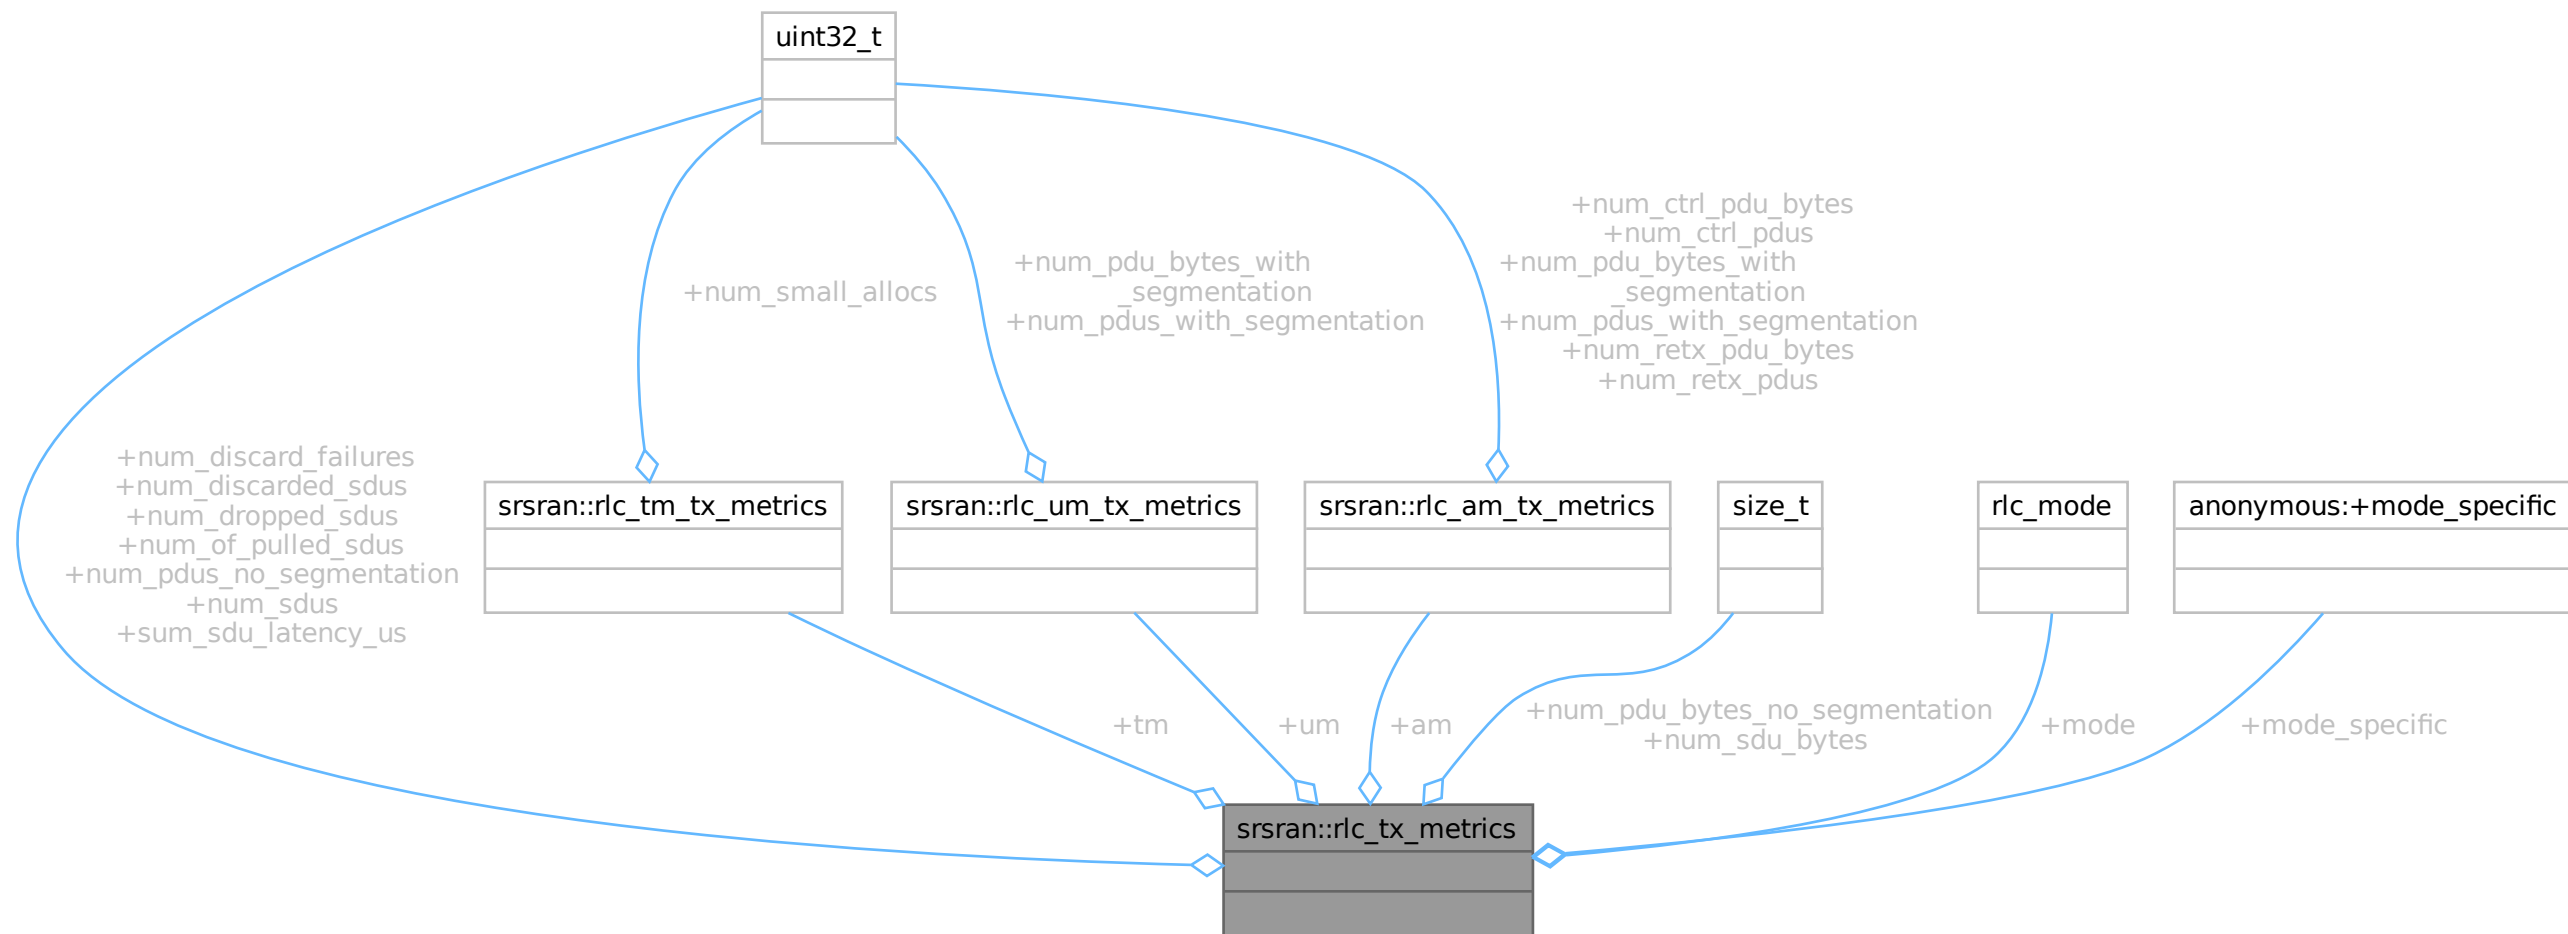 uint32_t
+num_ctrl_pdu_bytes
+num_ctrl_pdus
+num_pdu_bytes_with
_segmentation
+num_pdus_with_segmentation
+num_retx_pdu_bytes
+num_retx_pdus
+num_pdu_bytes_with
_segmentation
+num_pdus_with_segmentation
+num_small_allocs
+num_discard_failures
+num_discarded_sdus
+num_dropped_sdus
+num_of_pulled_sdus
+num_pdus_no_segmentation
+num_sdus
+sum_sdu_latency_us
srsran::rlc_tm_tx_metrics
srsran::rlc_um_tx_metrics
srsran::rlc_am_tx_metrics
size_t
rlc_mode
anonymous:+mode_specific
+tm
+um
+am
+num_pdu_bytes_no_segmentation
+num_sdu_bytes
+mode
+mode_specific
srsran::rlc_tx_metrics